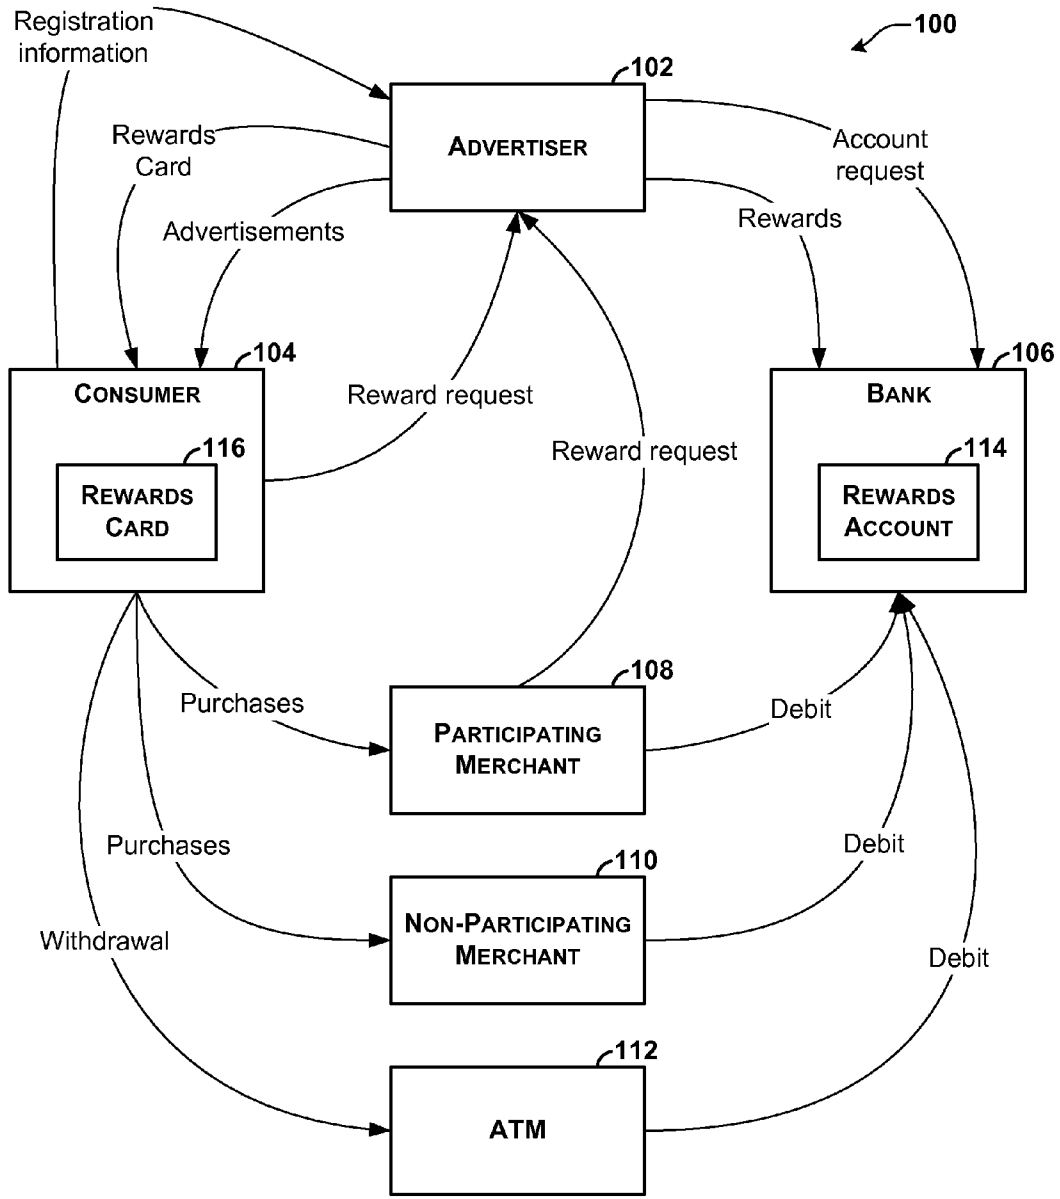 Registration
information
100
102
ADVERTISER
Rewards
Card
Account
request
Advertisements
Rewards
104
CONSUMER
106
BANK
Reward request
Reward request
116
REWARDS
CARD
114
REWARDS
ACCOUNT
108
PARTICIPATING
MERCHANT
Purchases
Debit
Purchases
Debit
110
NON-PARTICIPATING
MERCHANT
Withdrawal
Debit
112
ATM